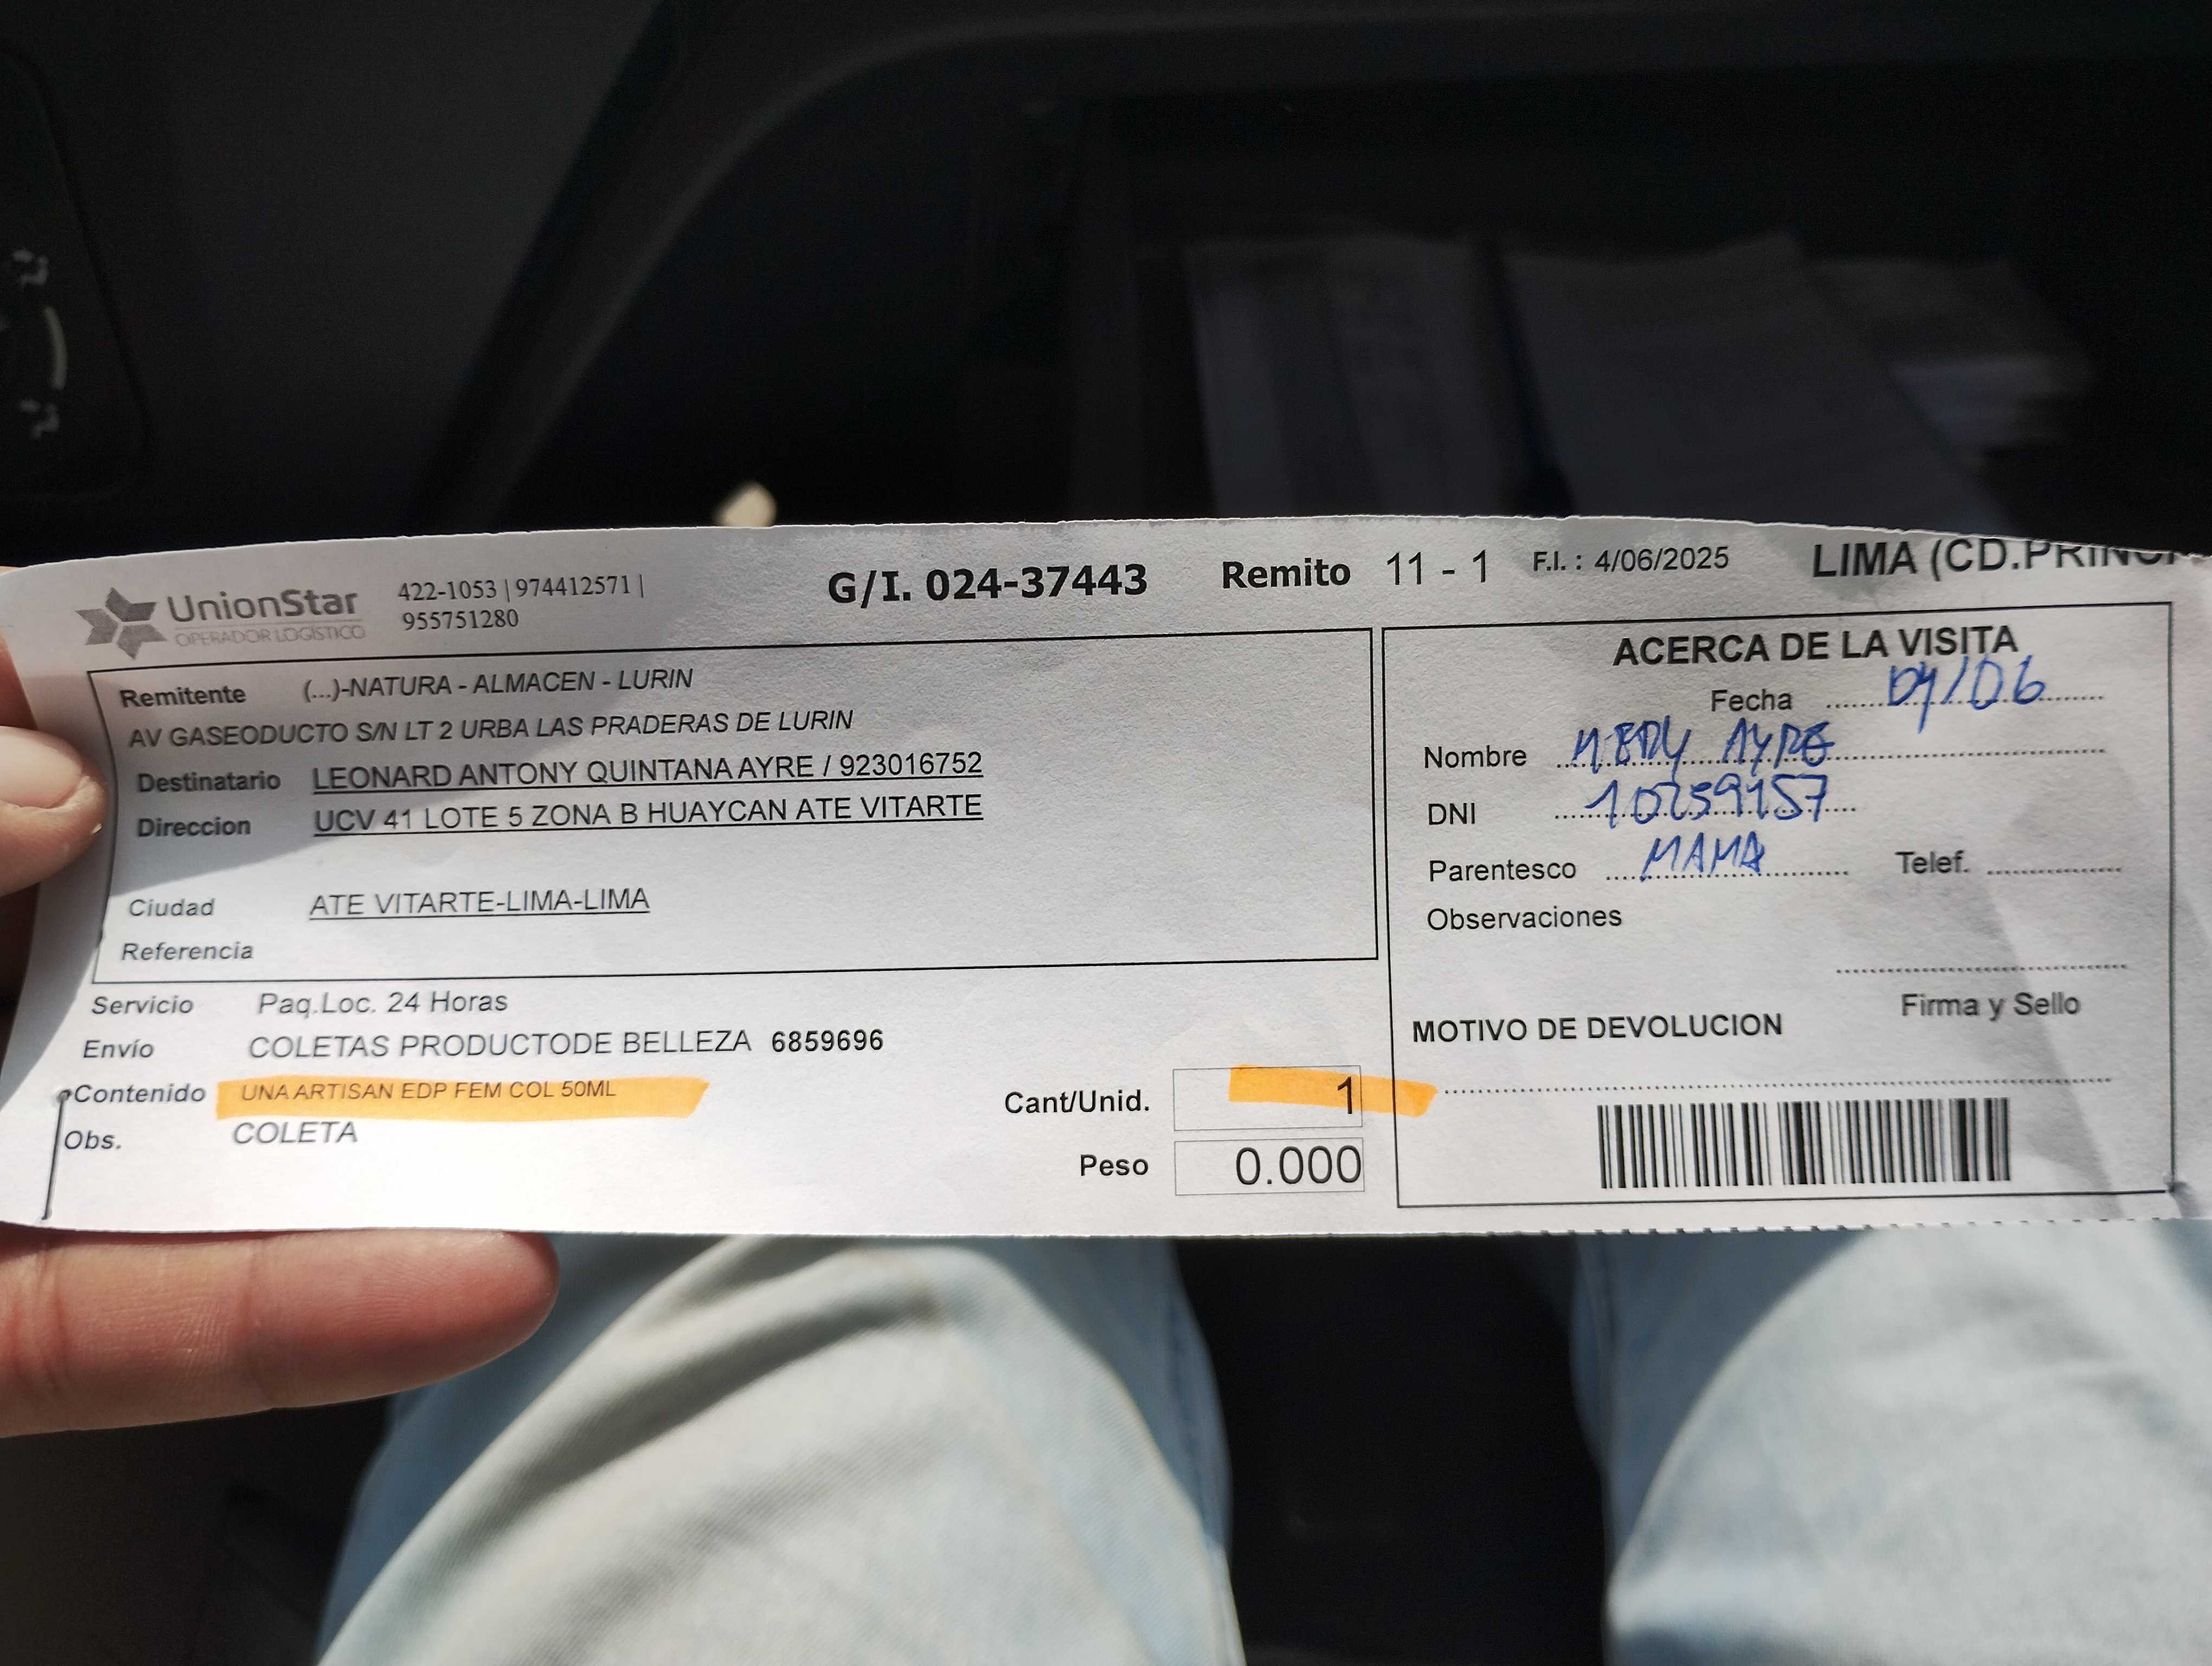 UnionStar
OPERADOR LOGÍSTICO
422-1053 | 974412571 |
955751280
G/I. 024-37443 Remito 11 - 1 F.I. : 4/06/2025 LIMA (CD.PRINCI
Remitente (...)-NATURA - ALMACEN - LURIN
AV GASEODUCTO S/N LT 2 URBA LAS PRADERAS DE LURIN
Destinatario LEONARD ANTONY QUINTANA AYRE / 923016752
Direccion UCV 41 LOTE 5 ZONA B HUAYCAN ATE VITARTE
Ciudad ATE VITARTE-LIMA-LIMA
Referencia
Servicio Paq.Loc. 24 Horas
Envío COLETAS PRODUCTODE BELLEZA 6859696
Contenido UNA ARTISAN EDP FEM COL 50ML
Obs. COLETA
Cant/Unid. 1
Peso 0.000
ACERCA DE LA VISITA
Fecha 04/06
Nombre AYRE
DNI 10259157
Parentesco MAMA Telef.
Observaciones
Firma y Sello
MOTIVO DE DEVOLUCION